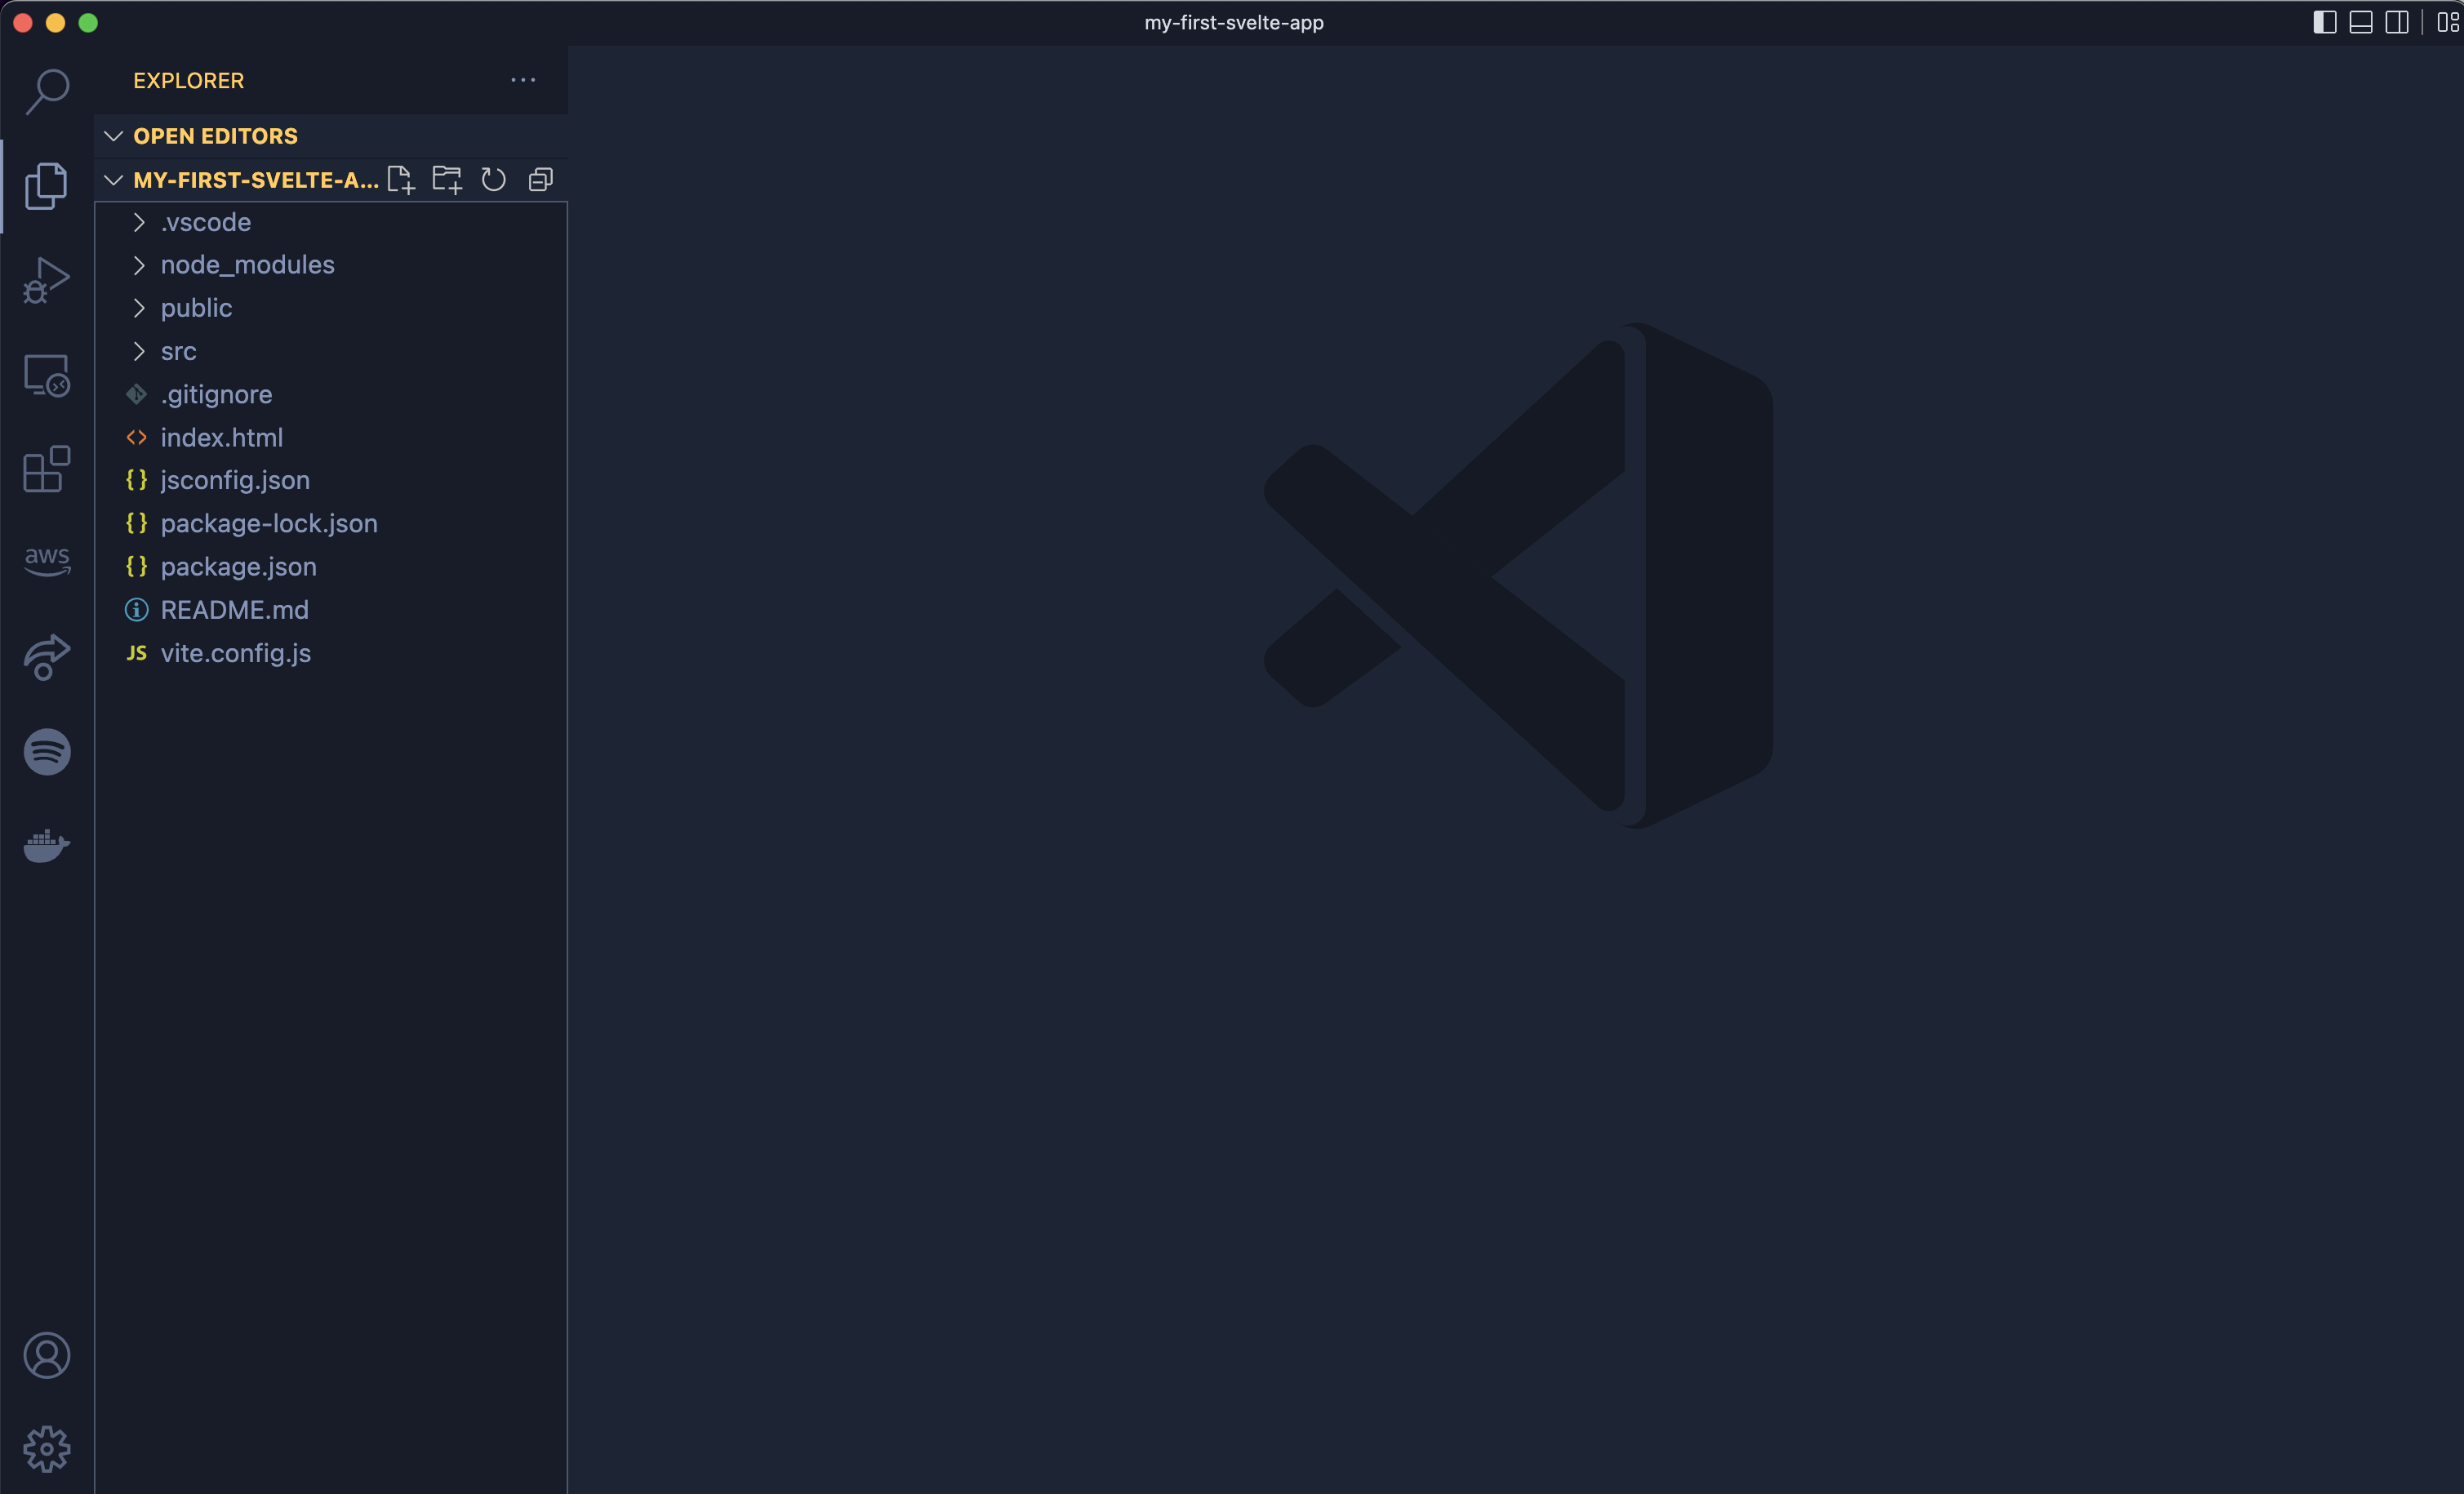 my-first-svelte-app
EXPLORER
OPEN EDITORS
MY-FIRST-SVELTE-A...
.vscode
node_modules
public
src
.gitignore
index.html
jsconfig.json
package-lock.json
package.json
README.md
JS vite.config.js
aws